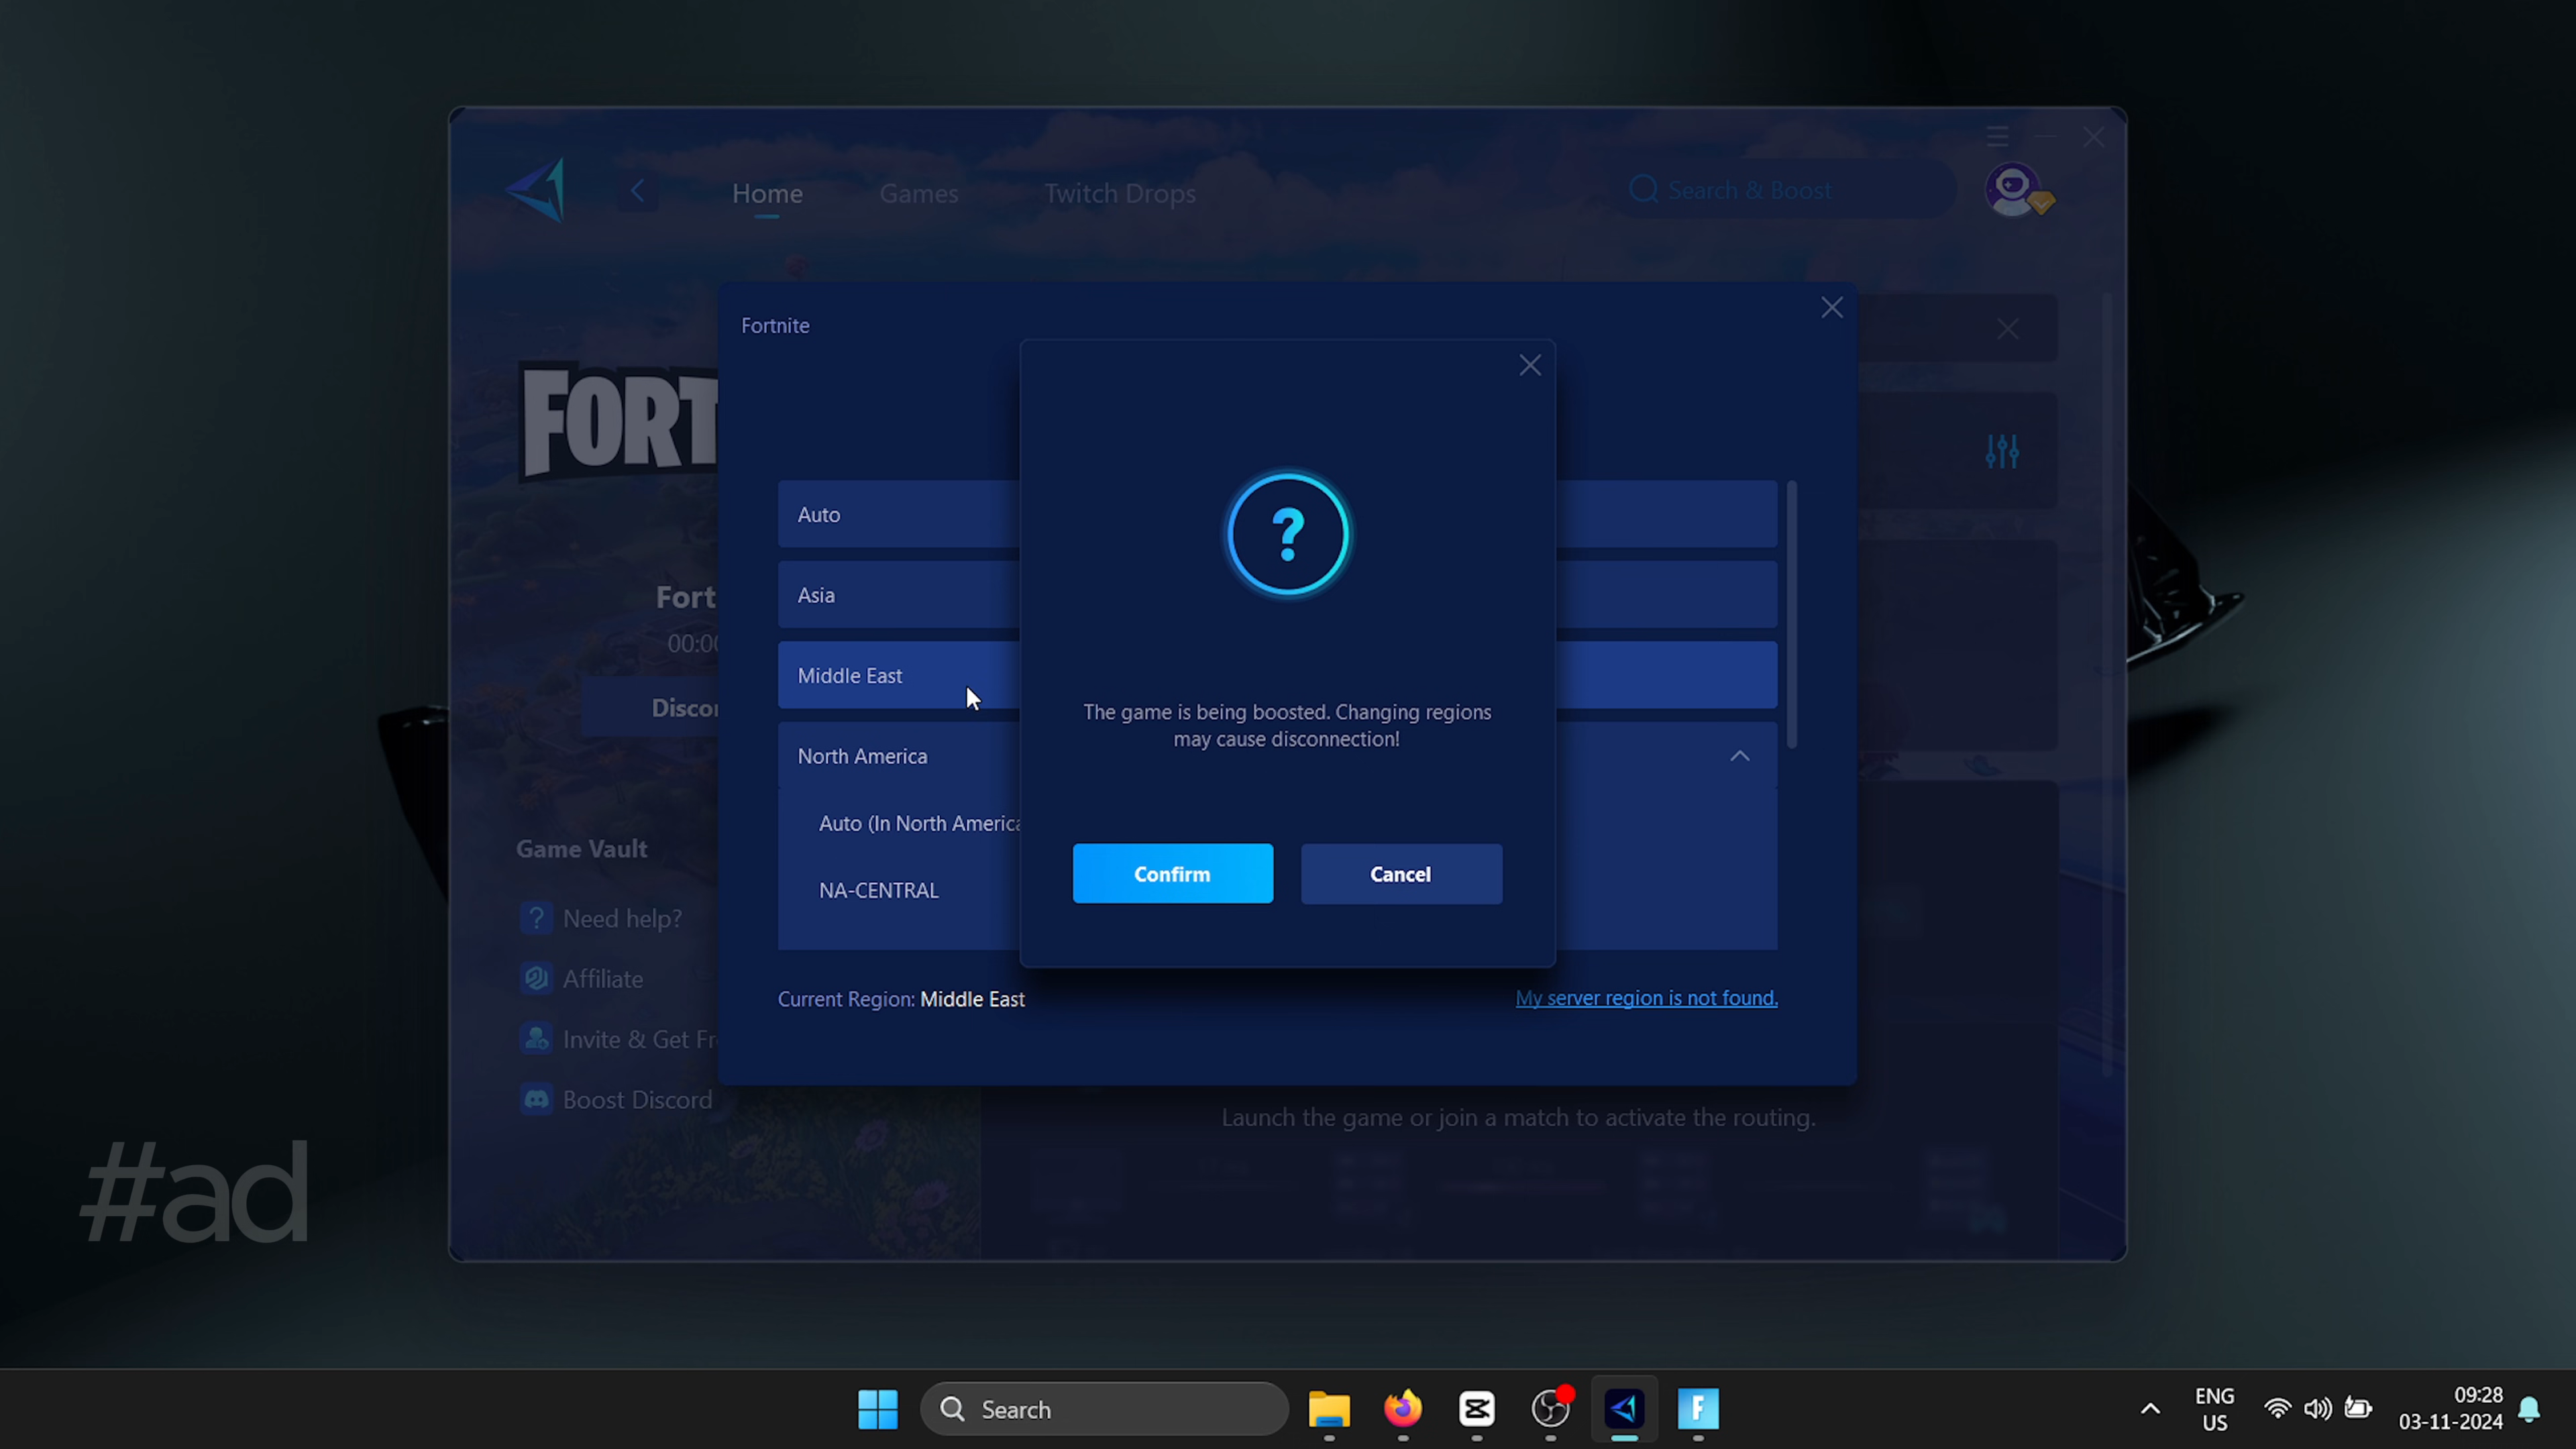 Home
Games
Twitch Drops
Search & Boost
Fortnite
FORT
Auto
Asia
Fort
00:00
Middle East
Discon
The game is being boosted. Changing regions
may cause disconnection!
North America
Auto (In North America
Confirm
Cancel
Game Vault
NA-CENTRAL
Need help?
Affiliate
Current Region: Middle East
My server region is not found.
Invite & Get Fr
Boost Discord
Launch the game or join a match to activate the routing.
#ad
Search
F
ENG
US
09:28
03-11-2024